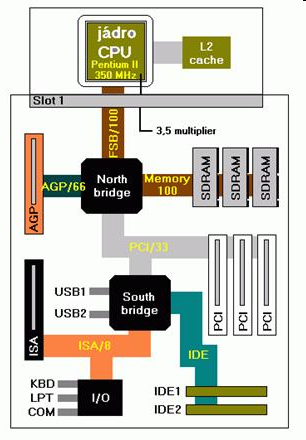 jádro
CPU
Pentium II
350 MHz
L2
cache
Slot 1
3,5 multiplier
FSB/100
AGP
AGP/66
North
bridge
Memory
100
SDRAM
SDRAM
SDRAM
PCI/33
ISA
USB1
USB2
South
bridge
PCI
PCI
PCI
ISA/8
IDE
KBD
LPT
COM
I/O
IDE1
IDE2